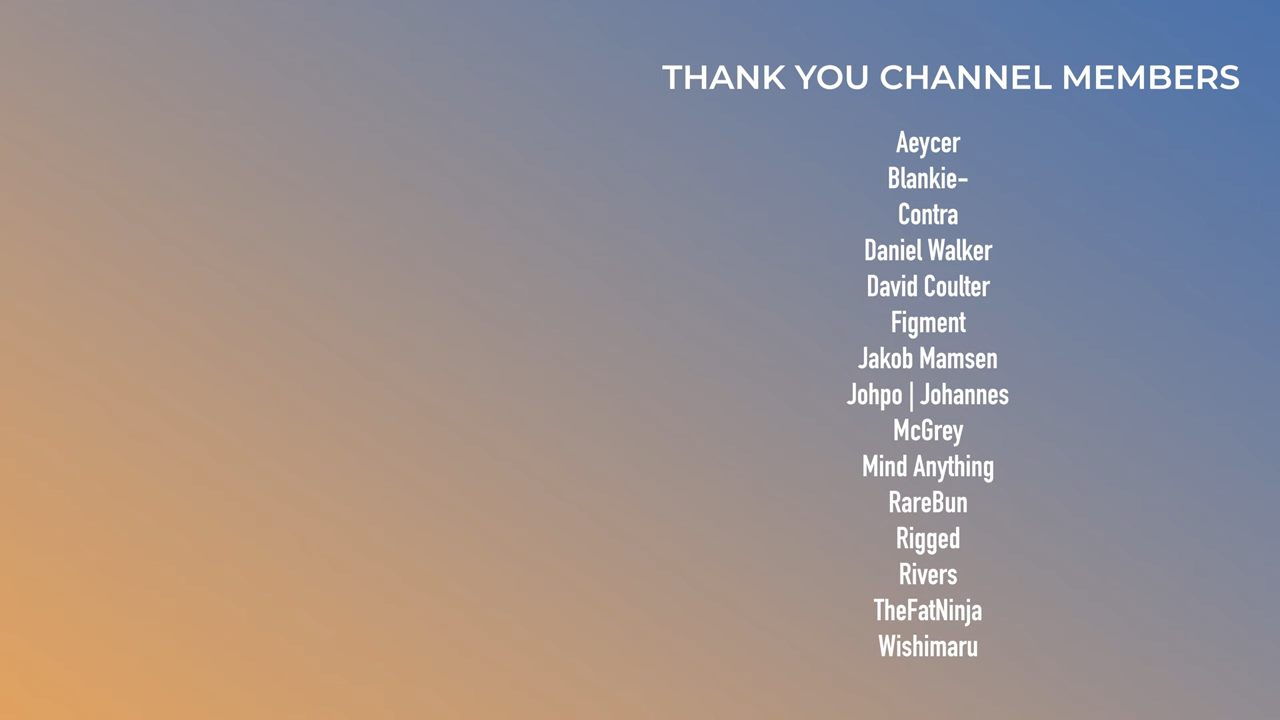 THANK YOU CHANNEL MEMBERS
Aeycer
Blankie-
Contra
Daniel Walker
David Coulter
Figment
Jakob Mamsen
Johpo | Johannes
McGrey
Mind Anything
RareBun
Rigged
Rivers
TheFatNinja
Wishimaru